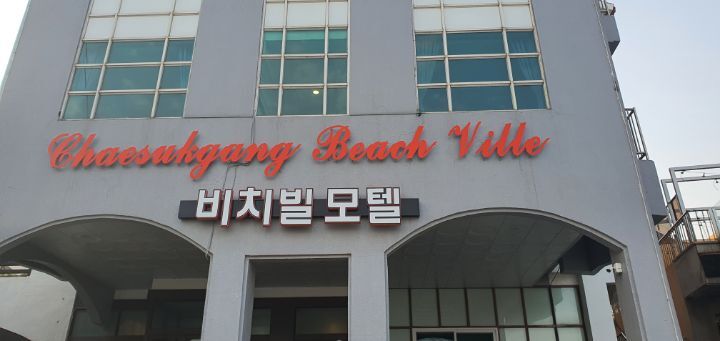 Chaesukgang Beach Ville
비치빌 모텔